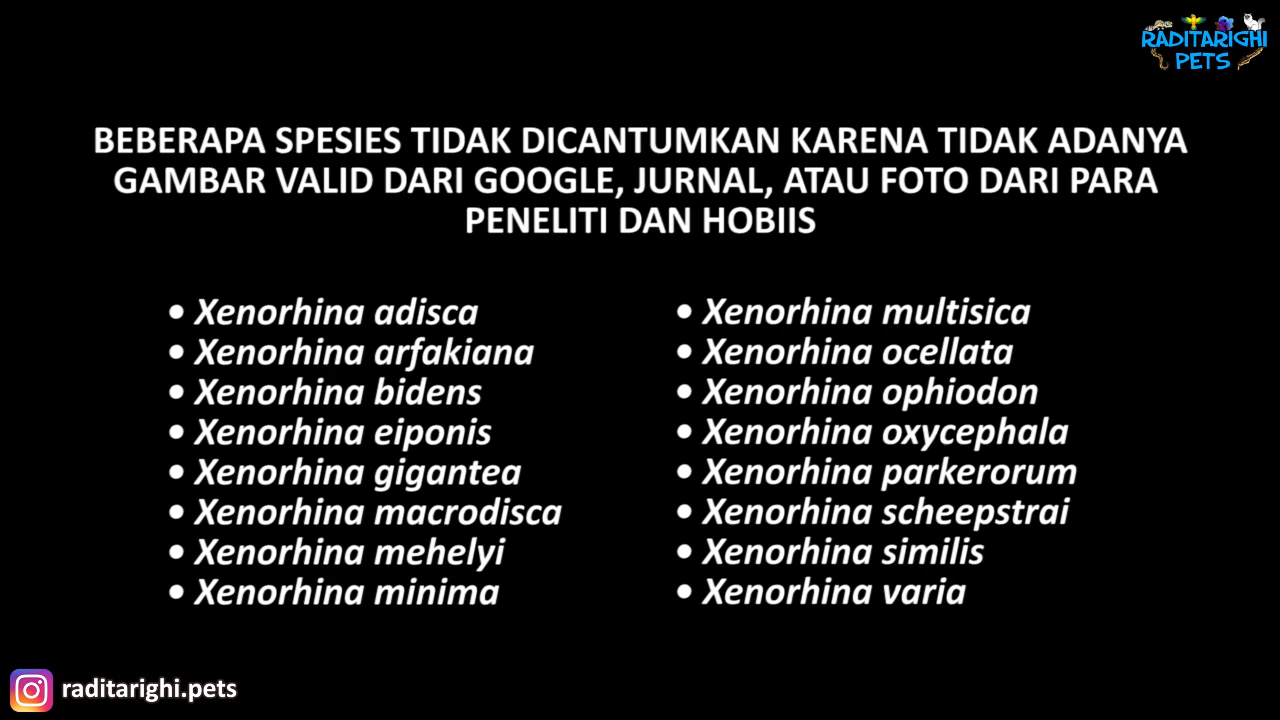 RADITARIGHI
PETS
BEBERAPA SPESIES TIDAK DICANTUMKAN KARENA TIDAK ADANYA
GAMBAR VALID DARI GOOGLE, JURNAL, ATAU FOTO DARI PARA
PENELITI DAN HOBIIS
• Xenorhina adisca
• Xenorhina arfakiana
• Xenorhina bidens
• Xenorhina eiponis
• Xenorhina gigantea
• Xenorhina macrodisca
• Xenorhina mehelyi
• Xenorhina minima
• Xenorhina multisica
• Xenorhina ocellata
• Xenorhina ophiodon
• Xenorhina oxycephala
• Xenorhina parkerorum
• Xenorhina scheepstrai
• Xenorhina similis
• Xenorhina varia
raditarighi.pets